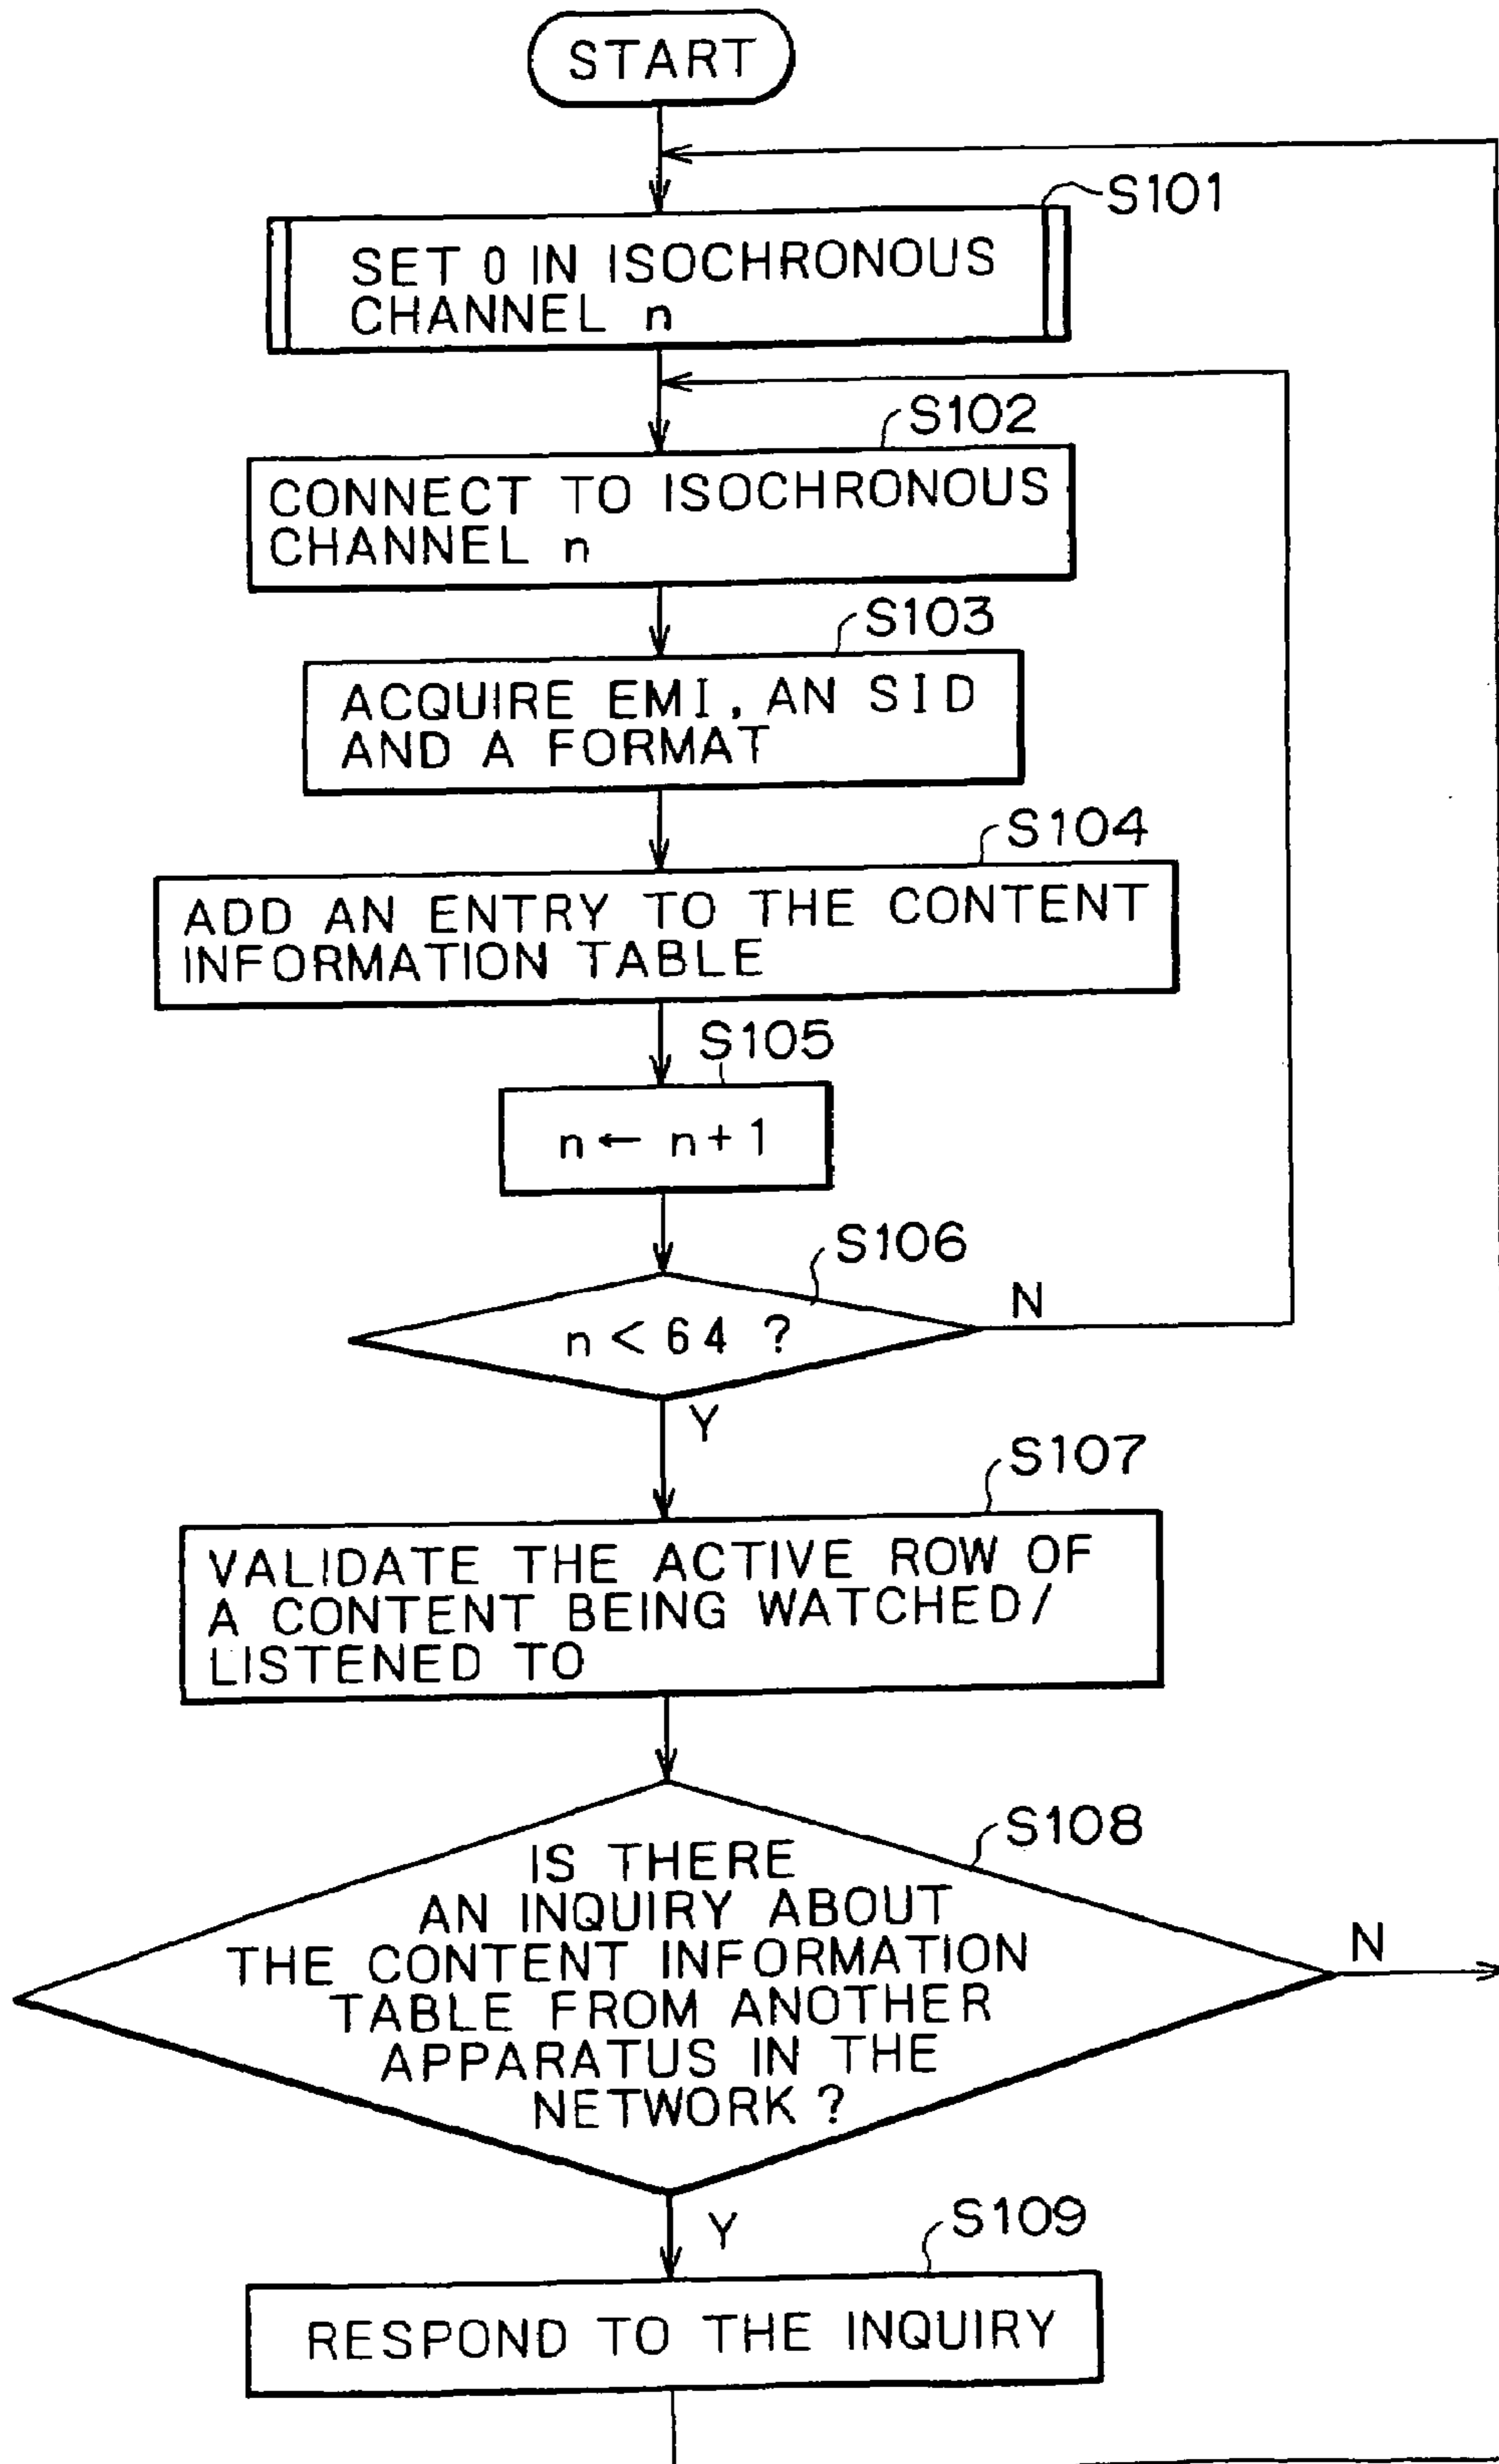 START
S101
SET 0 IN ISOCHRONOUS
CHANNEL n
S102
CONNECT TO ISOCHRONOUS
CHANNEL n
S103
ACQUIRE EMI, AN SID
AND A FORMAT
S104
ADD AN ENTRY TO THE CONTENT
INFORMATION TABLE
S105
n ← n+1
S106
n < 64 ?
N
Y
S107
VALIDATE THE ACTIVE ROW OF
A CONTENT BEING WATCHED/
LISTENED TO
S108
IS THERE
AN INQUIRY ABOUT
THE CONTENT INFORMATION
TABLE FROM ANOTHER
APPARATUS IN THE
NETWORK ?
N
Y
S109
RESPOND TO THE INQUIRY